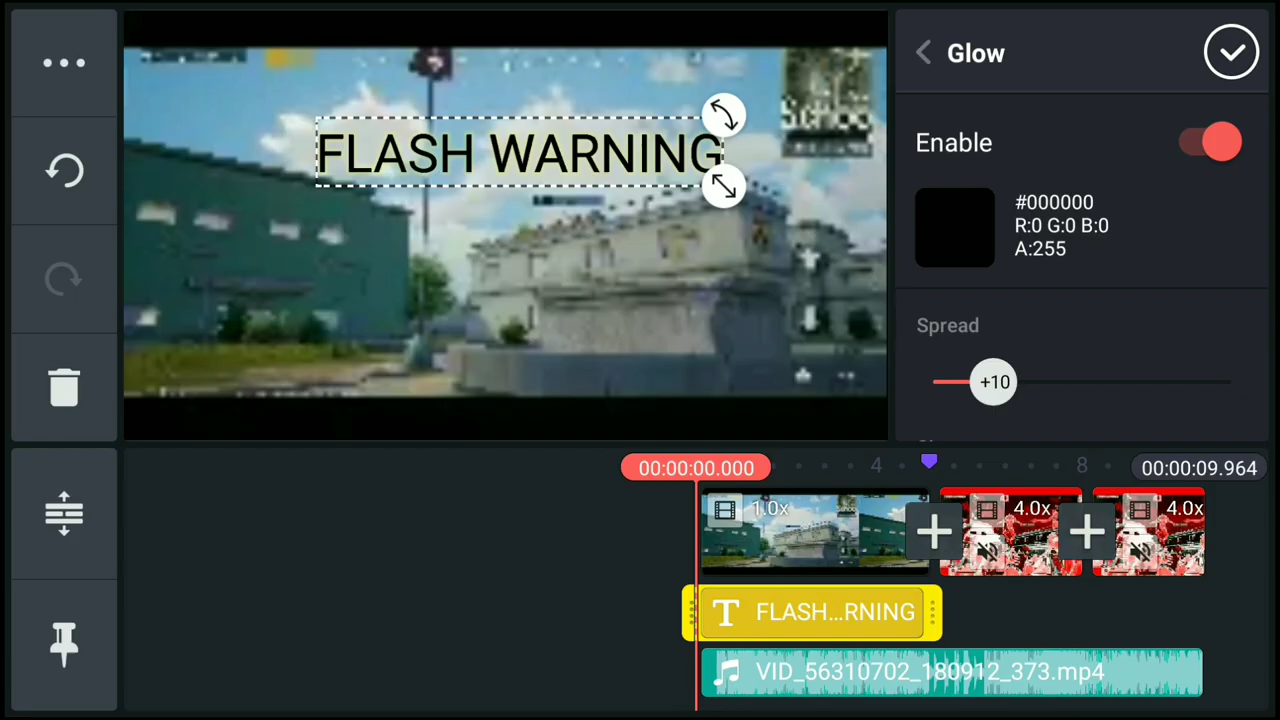 Glow
Enable
#000000
R:0 G:0 B:0
A:255
Spread
+10
FLASH WARNING
00:00:00.000
4
8
00:00:09.964
1.0x
4.0x
4.0x
FLASH...RNING
VID_56310702_180912_373.mp4